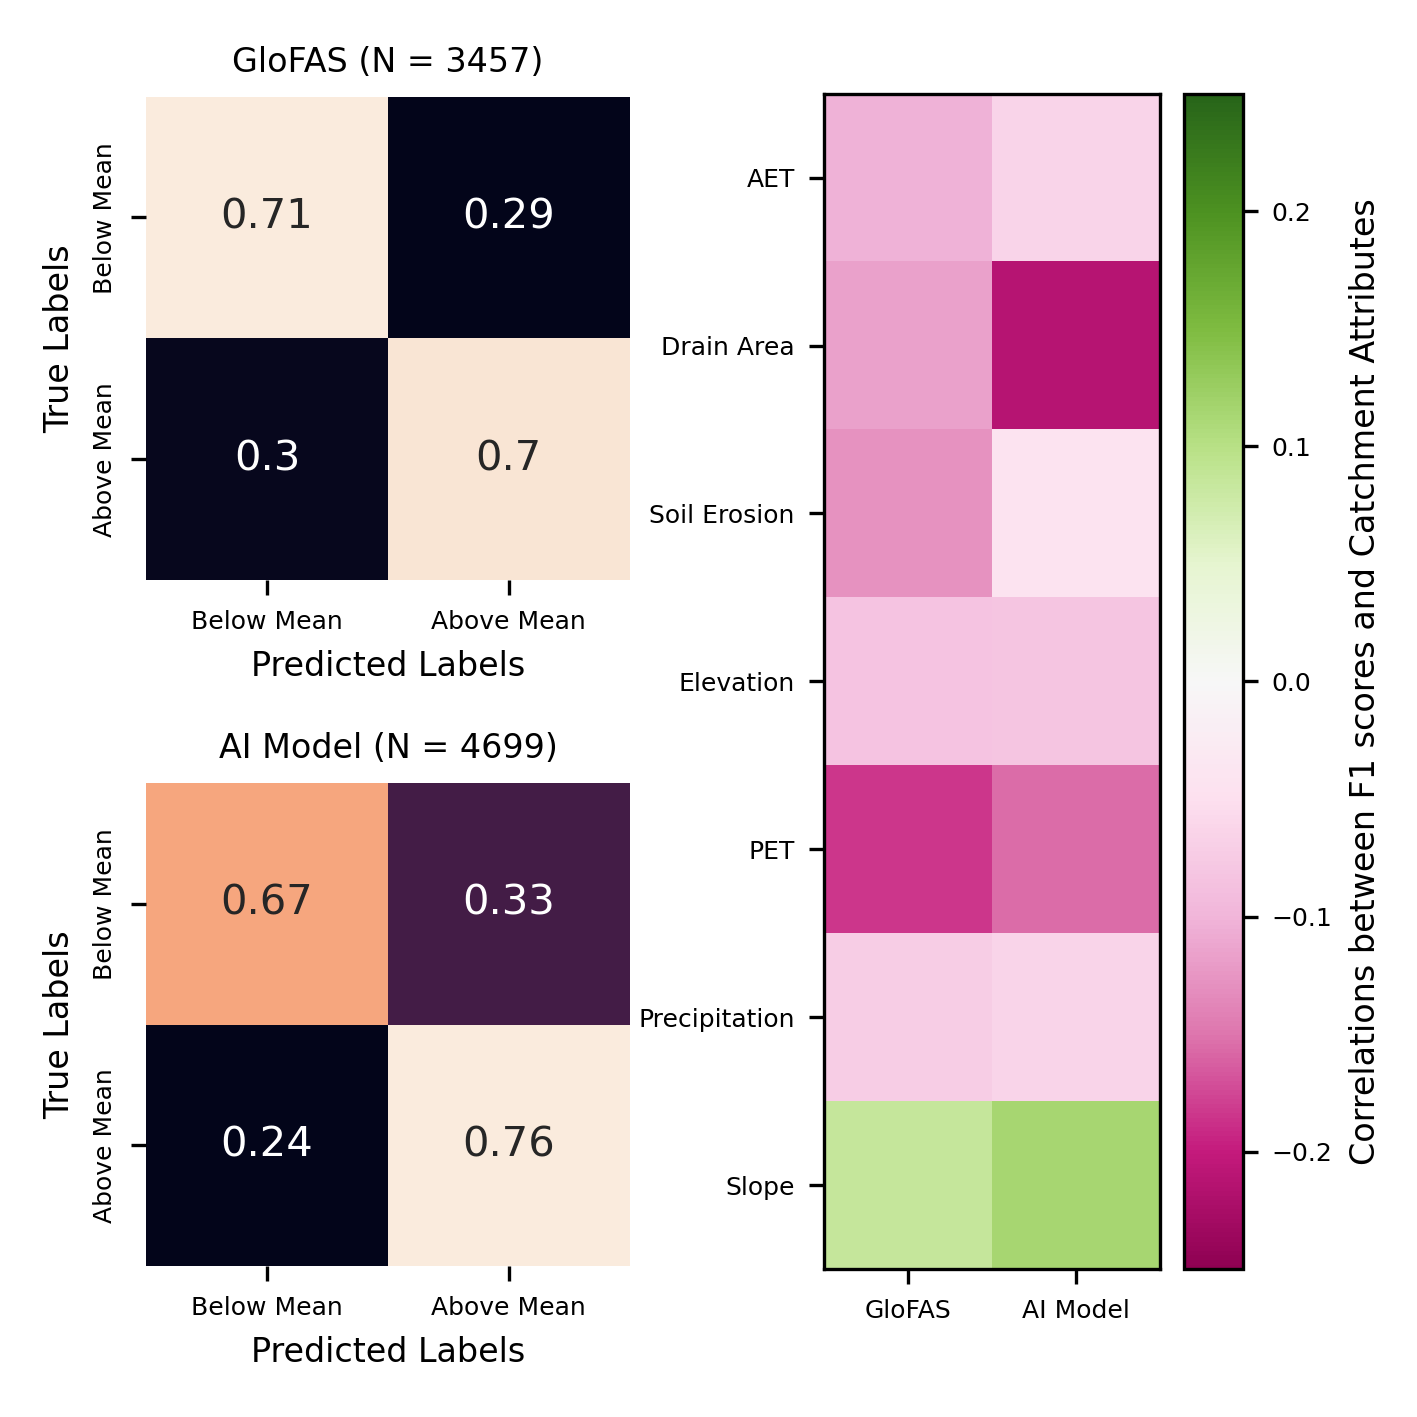 GloFAS (N = 3457)
True Labels
Below Mean
Above Mean
0.71
0.29
0.3
0.7
Below Mean
Above Mean
Predicted Labels
AI Model (N = 4699)
True Labels
Below Mean
Above Mean
0.67
0.33
0.24
0.76
Below Mean
Above Mean
Predicted Labels
AET
Drain Area
Soil Erosion
Elevation
PET
Precipitation
Slope
GloFAS
AI Model
0.2
0.1
0.0
−0.1
−0.2
Correlations between F1 scores and Catchment Attributes